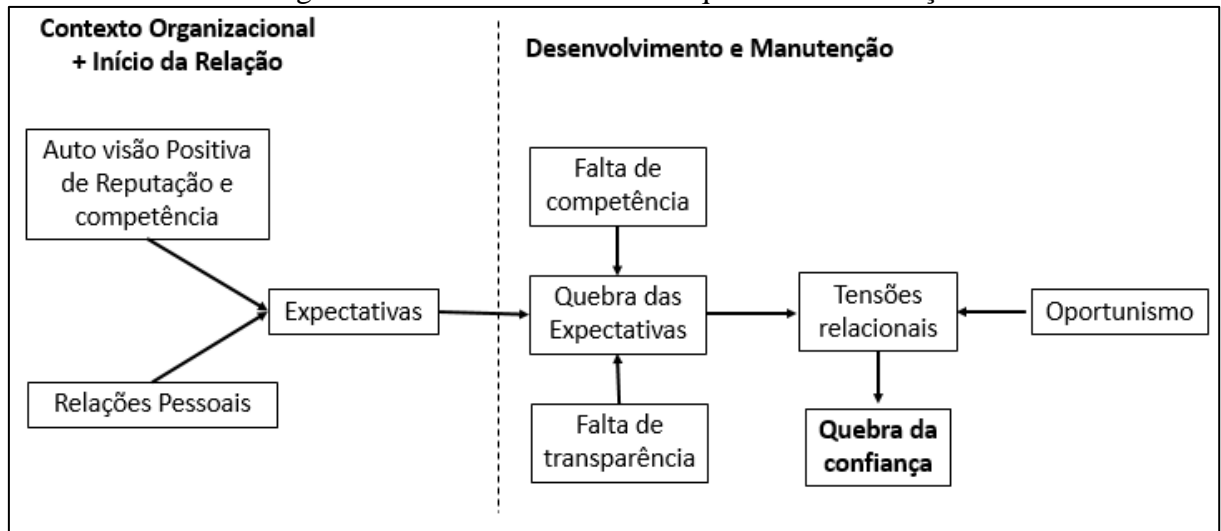 Contexto Organizacional
+ Início da Relação
Desenvolvimento e Manutenção
Auto visão Positiva
de Reputação e
competência
Relações Pessoais
Expectativas
Falta de
competência
Quebra das
Expectativas
Falta de
transparência
Tensões
relacionais
Oportunismo
Quebra da
confiança